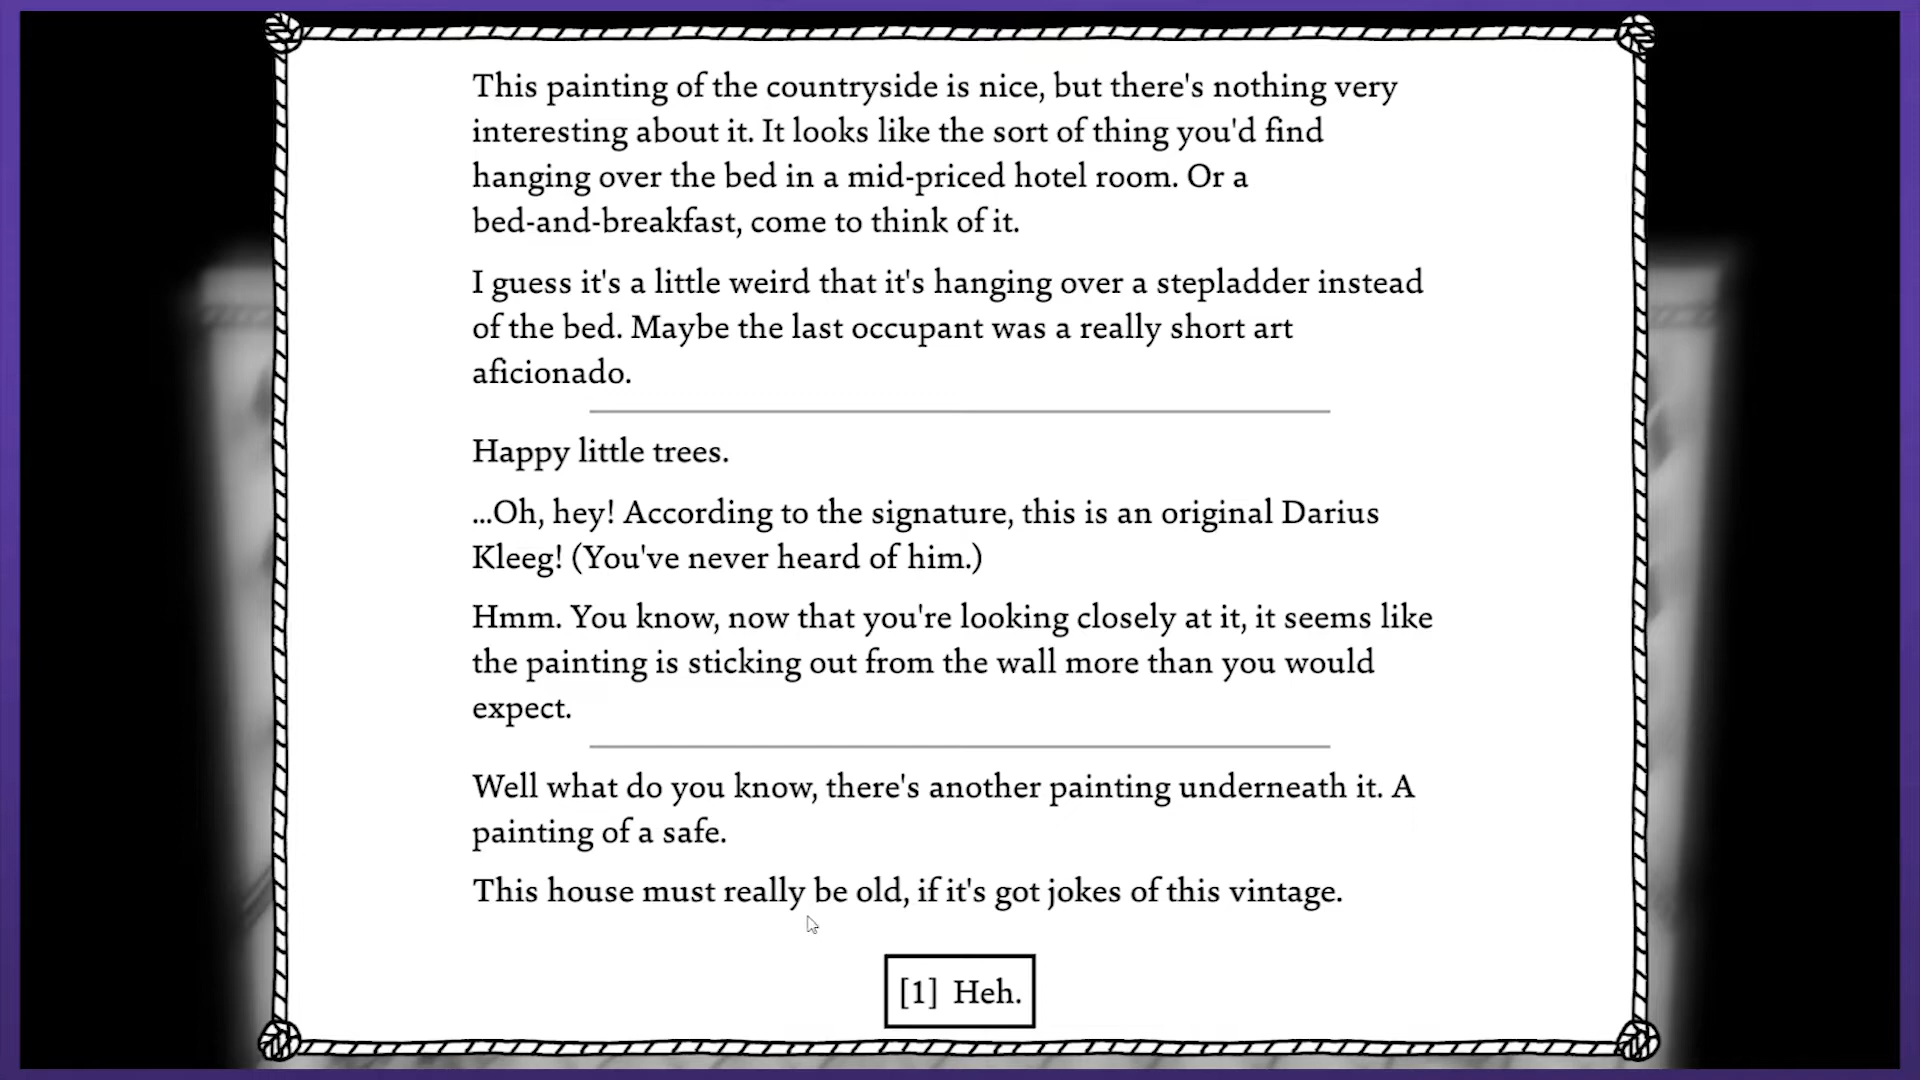 This painting of the countryside is nice, but there's nothing very
interesting about it. It looks like the sort of thing you'd find
hanging over the bed in a mid-priced hotel room. Or a
bed-and-breakfast, come to think of it.
I guess it's a little weird that it's hanging over a stepladder instead
of the bed. Maybe the last occupant was a really short art
aficionado.
Happy little trees.
...Oh, hey! According to the signature, this is an original Darius
Kleeg! (You've never heard of him.)
Hmm. You know, now that you're looking closely at it, it seems like
the painting is sticking out from the wall more than you would
expect.
Well what do you know, there's another painting underneath it. A
painting of a safe.
This house must really be old, if it's got jokes of this vintage.
[1] Heh.